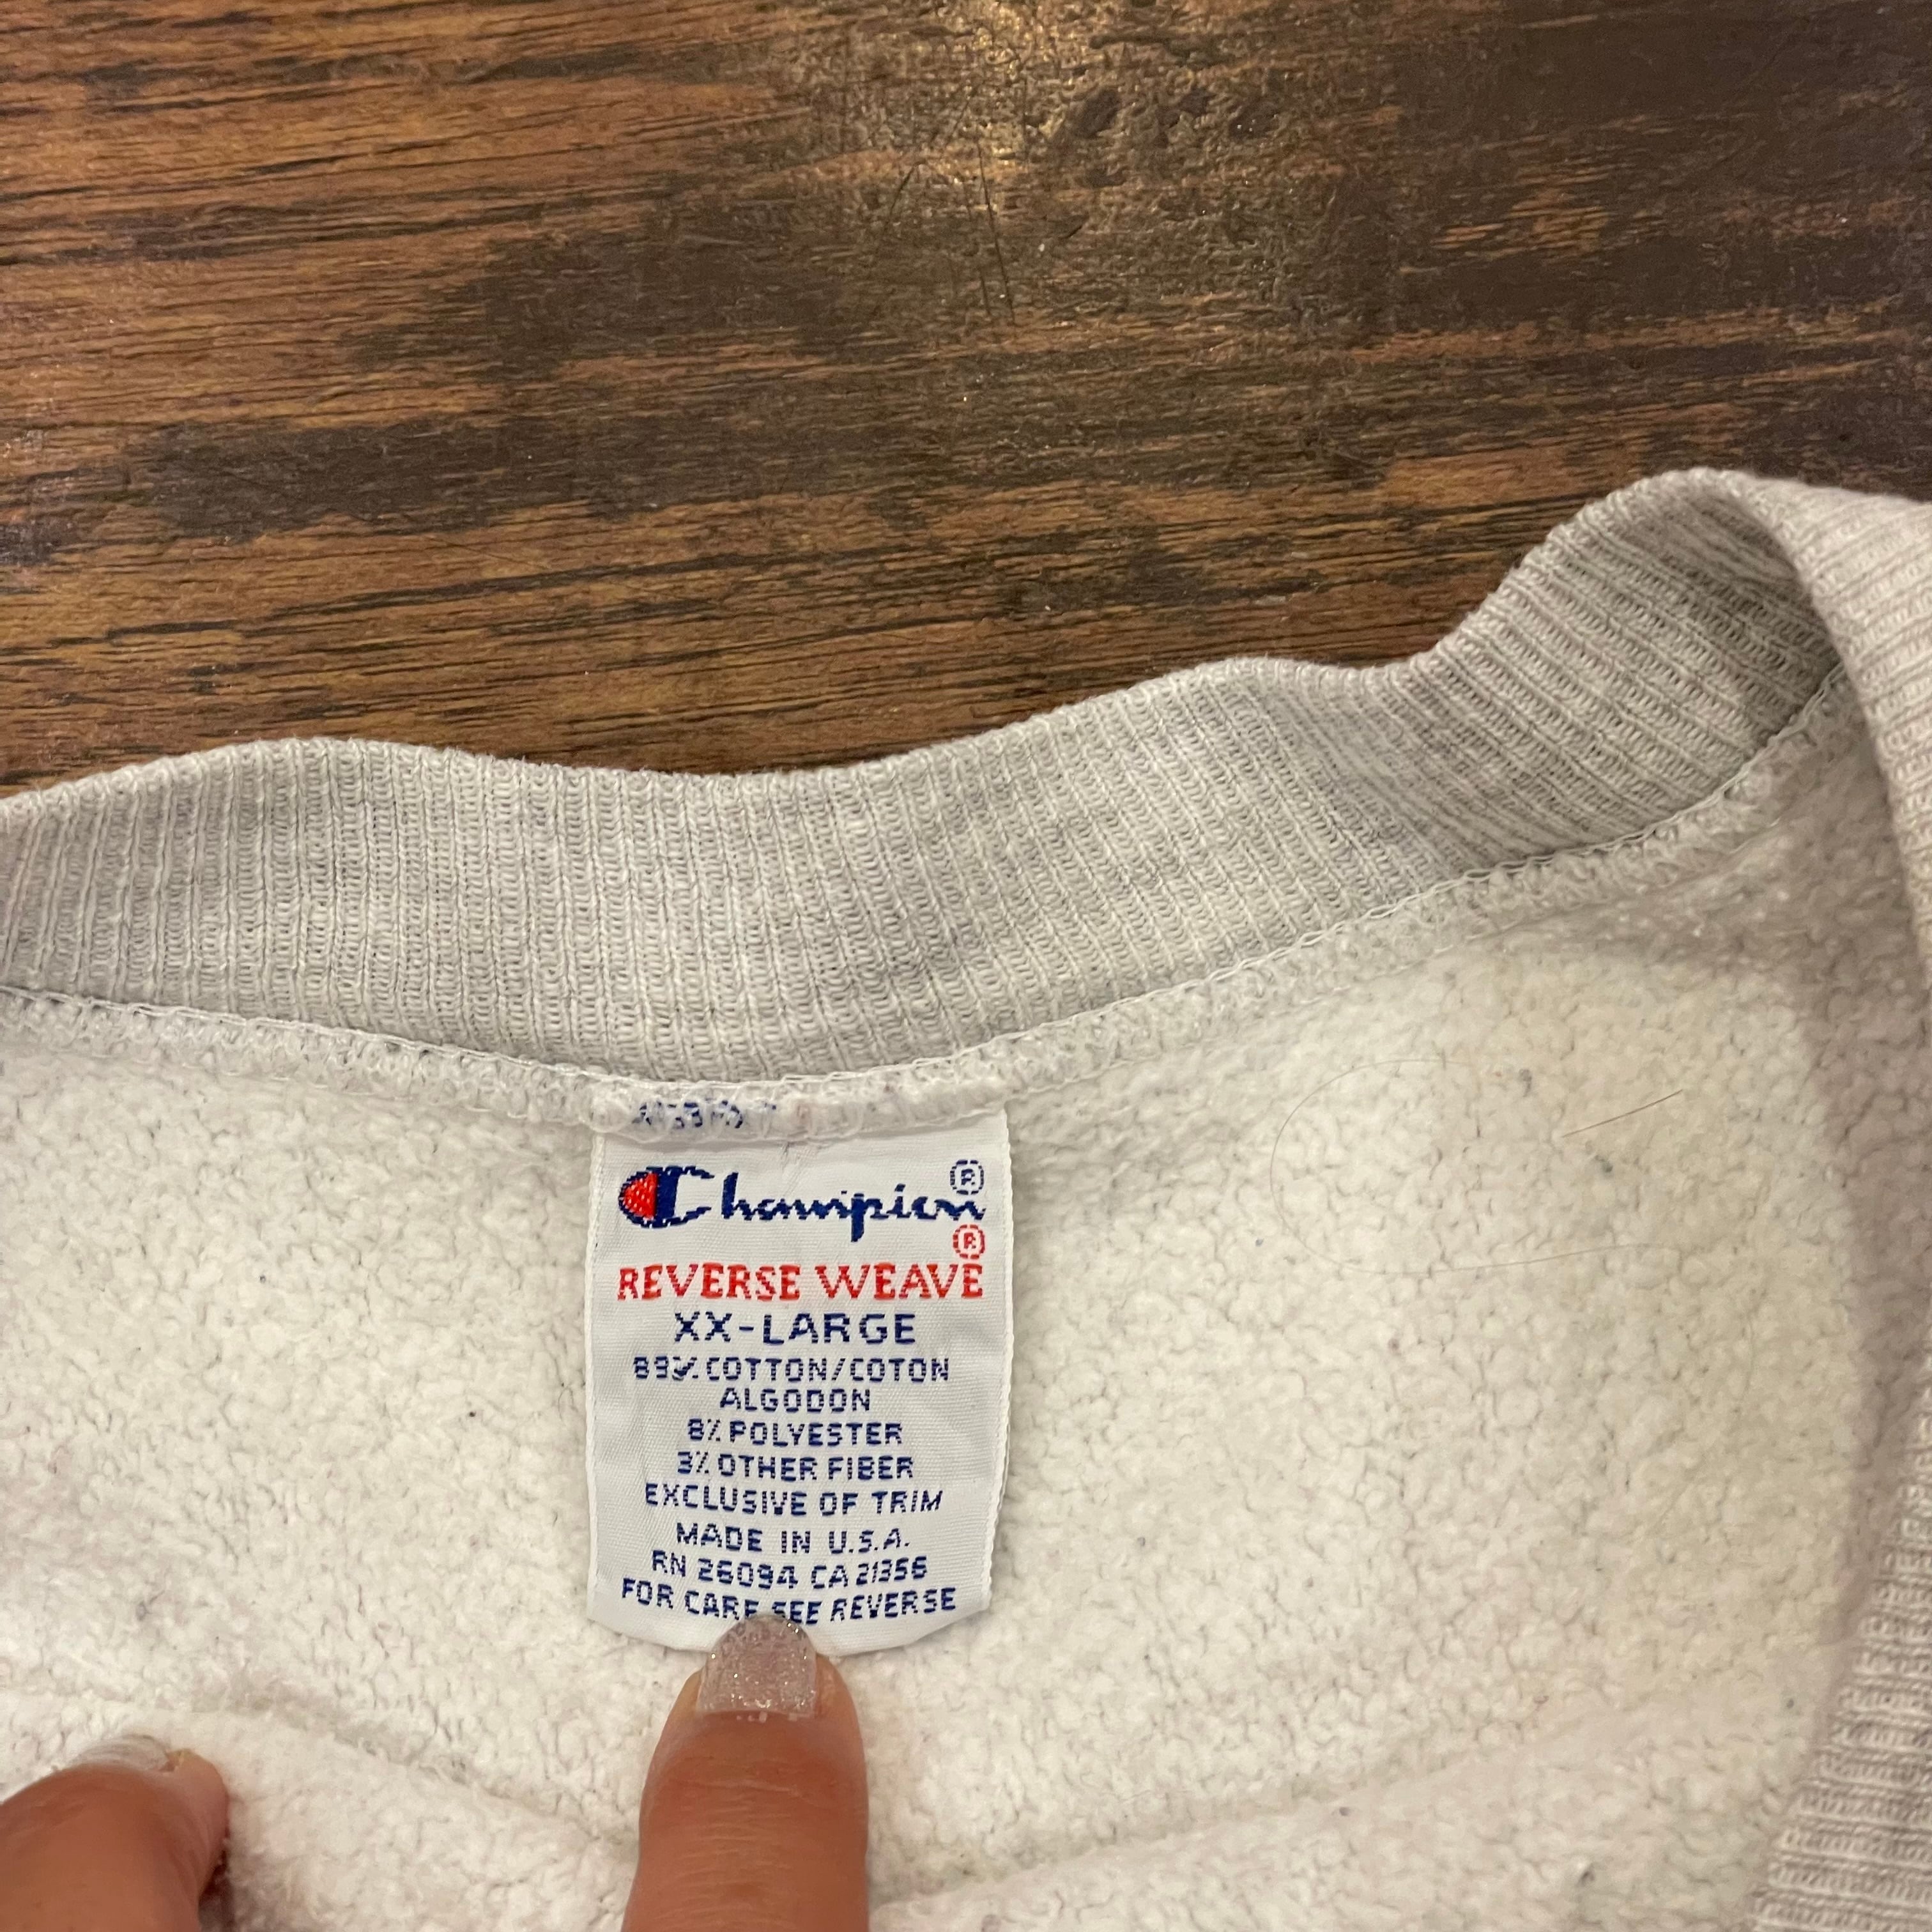 Champion®
REVERSE WEAVE®
XX-LARGE
89% COTTON/COTON
ALGODON
8% POLYESTER
3% OTHER FIBER
EXCLUSIVE OF TRIM
MADE IN U.S.A.
RN 26094 CA 21356
FOR CARE SEE REVERSE